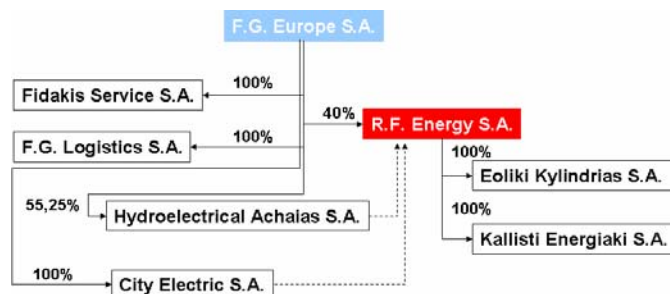 F.G. Europe S.A.
100%
Fidakis Service S.A.
40%
R.F. Energy S.A.
100%
F.G. Logistics S.A.
100%
Eoliki Kylindrias S.A.
55,25%
Hydroelectrical Achaias S.A.
100%
Kallisti Energiaki S.A.
100%
City Electric S.A.